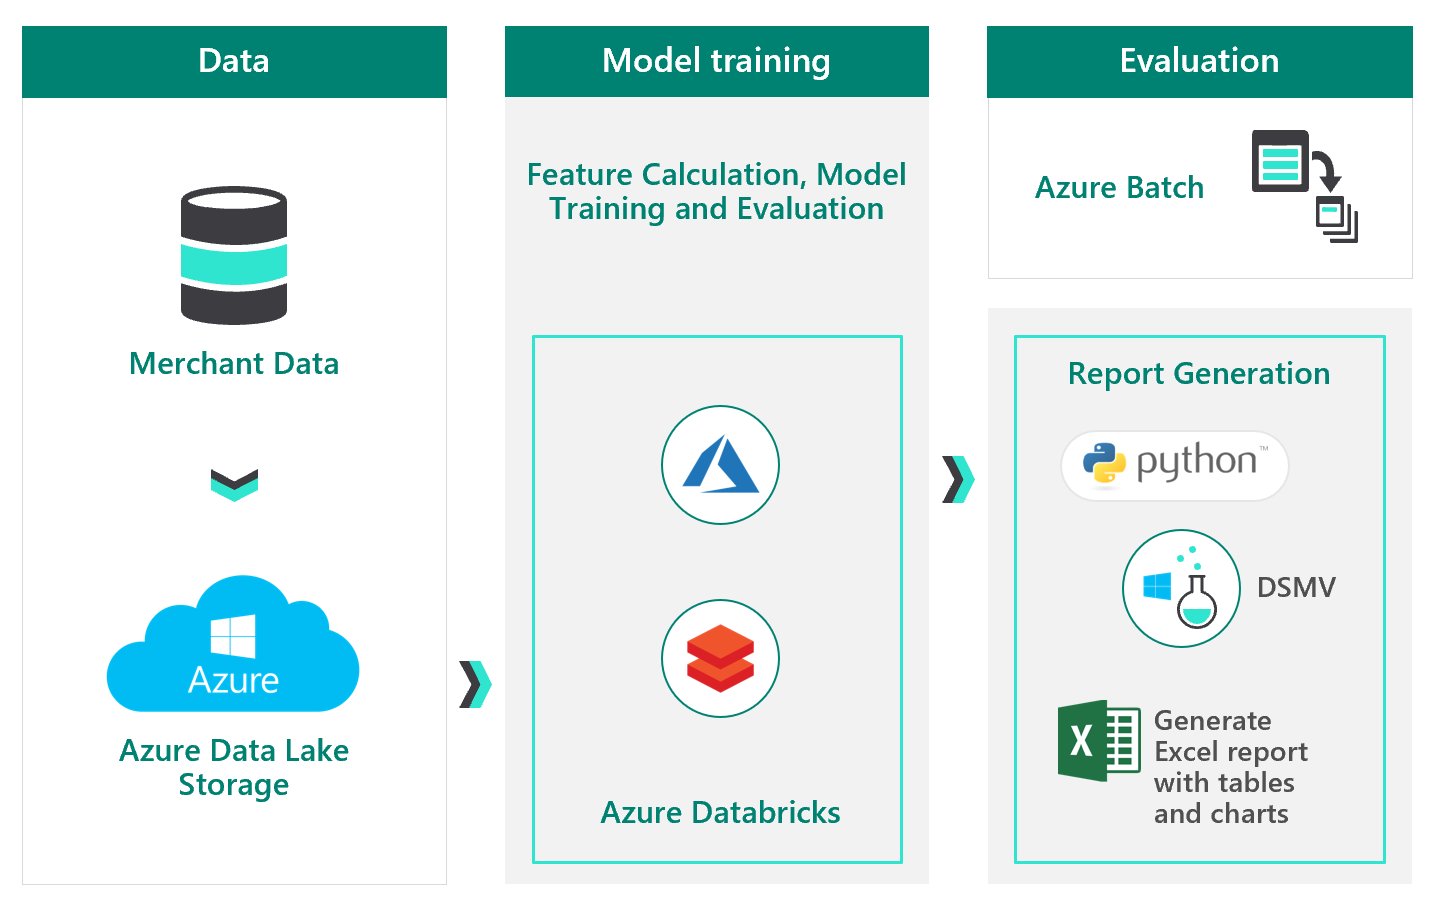 Data
Merchant Data
Azure
Azure Data Lake
Storage
Model training
Feature Calculation, Model
Training and Evaluation
Azure Databricks
Evaluation
Azure Batch
Report Generation
python™
DSMV
X
Generate
Excel report
with tables
and charts